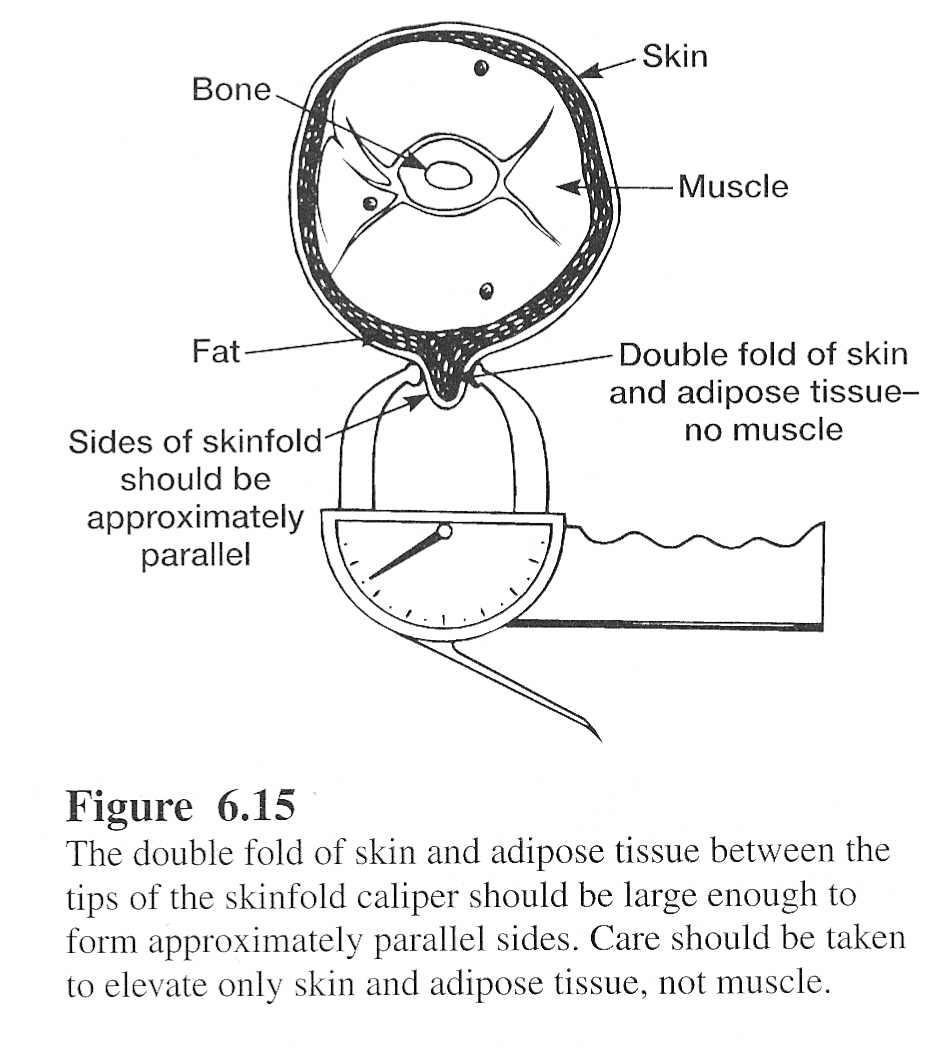 Skin
Bone
Muscle
Fat
Double fold of skin
and adipose tissue–
no muscle
Sides of skinfold
should be
approximately
parallel
Figure 6.15
The double fold of skin and adipose tissue between the
tips of the skinfold caliper should be large enough to
form approximately parallel sides. Care should be taken
to elevate only skin and adipose tissue, not muscle.